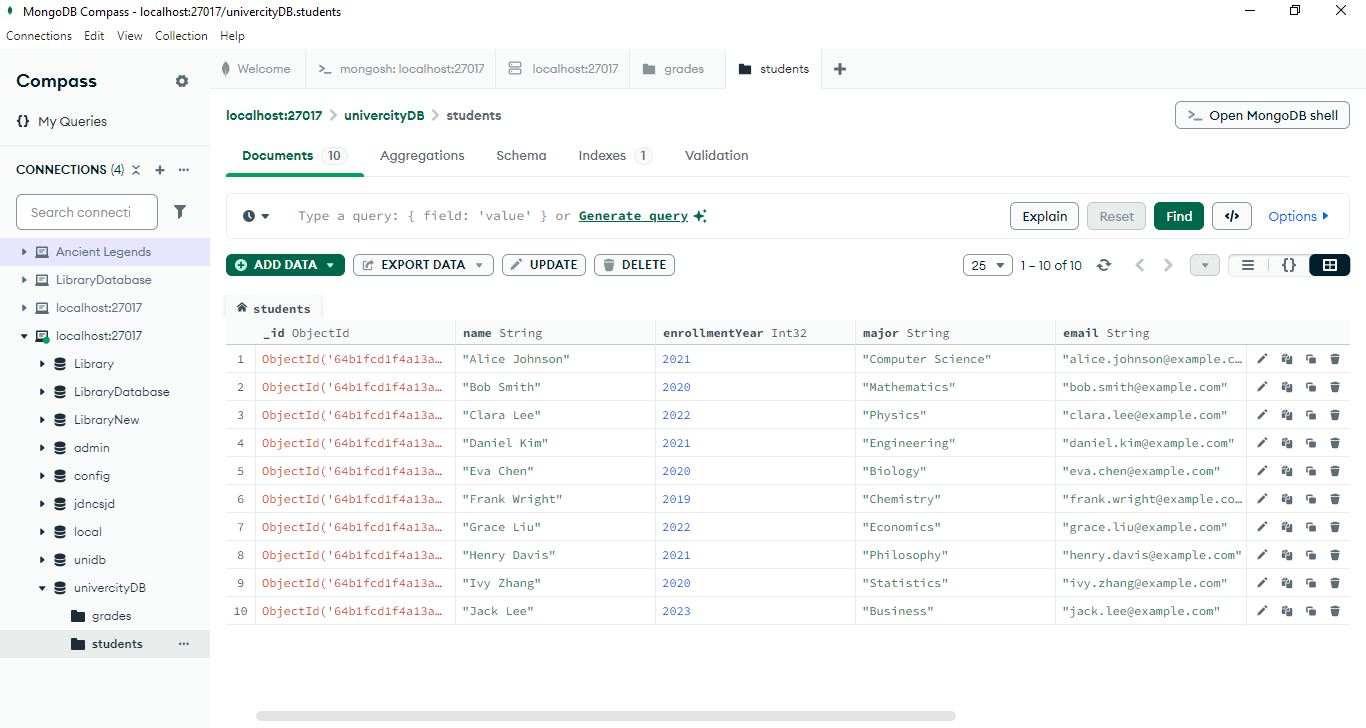 MongoDB Compass - localhost:27017/univercityDB.students
Connections Edit View Collection Help
Compass
{} My Queries
CONNECTIONS (4)
Search connecti
Ancient Legends
LibraryDatabase
localhost:27017
localhost:27017
Library
LibraryDatabase
LibraryNew
admin
config
jdncsjd
local
unidb
univercityDB
grades
students
Welcome >_ mongosh: localhost:27017 localhost:27017 grades students +
localhost:27017 > univercityDB > students
>_ Open MongoDB shell
Documents 10 Aggregations Schema Indexes 1 Validation
Type a query: { field: 'value' } or Generate query Explain Reset Find </> Options
ADD DATA EXPORT DATA UPDATE DELETE 25 1 – 10 of 10 {}
students
_id ObjectId name String enrollmentYear Int32 major String email String
1 ObjectId('64b1fcd1f4a13a… "Alice Johnson" 2021 "Computer Science" "alice.johnson@example.c…
2 ObjectId('64b1fcd1f4a13a… "Bob Smith" 2020 "Mathematics" "bob.smith@example.com"
3 ObjectId('64b1fcd1f4a13a… "Clara Lee" 2022 "Physics" "clara.lee@example.com"
4 ObjectId('64b1fcd1f4a13a… "Daniel Kim" 2021 "Engineering" "daniel.kim@example.com"
5 ObjectId('64b1fcd1f4a13a… "Eva Chen" 2020 "Biology" "eva.chen@example.com"
6 ObjectId('64b1fcd1f4a13a… "Frank Wright" 2019 "Chemistry" "frank.wright@example.co…
7 ObjectId('64b1fcd1f4a13a… "Grace Liu" 2022 "Economics" "grace.liu@example.com"
8 ObjectId('64b1fcd1f4a13a… "Henry Davis" 2021 "Philosophy" "henry.davis@example.com"
9 ObjectId('64b1fcd1f4a13a… "Ivy Zhang" 2020 "Statistics" "ivy.zhang@example.com"
10 ObjectId('64b1fcd1f4a13a… "Jack Lee" 2023 "Business" "jack.lee@example.com"